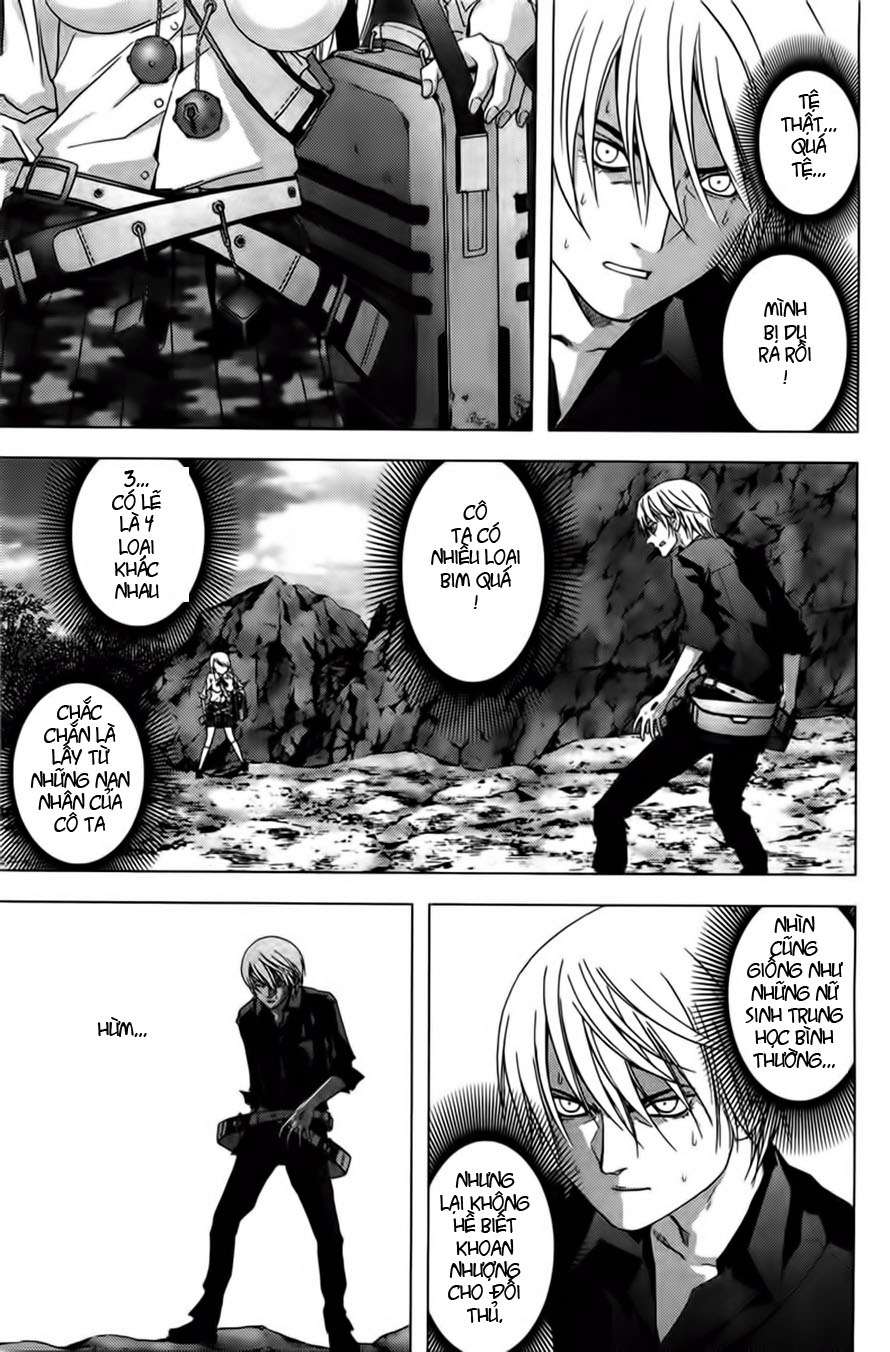 TỆ
THẬT...
QUÁ
TỆ...
MÌNH
BỊ DỤ
RA RỒI
!
CÔ
TA CÓ
NHIỀU LOẠI
BIM QUÁ
!
3...
CÓ LẼ
LÀ 4
LOẠI
KHÁC
NHAU
CHẮC
CHẮN LÀ
LẤY TỪ
NHỮNG NẠN
NHÂN CỦA
CÔ TA
NHÌN
CŨNG
GIỐNG NHƯ
NHỮNG NỮ
SINH TRUNG
HỌC BÌNH
THƯỜNG...
NHƯNG
LẠI KHÔNG
HỀ BIẾT
KHOAN
NHƯỢNG
CHO ĐỐI
THỦ,
HỪM...